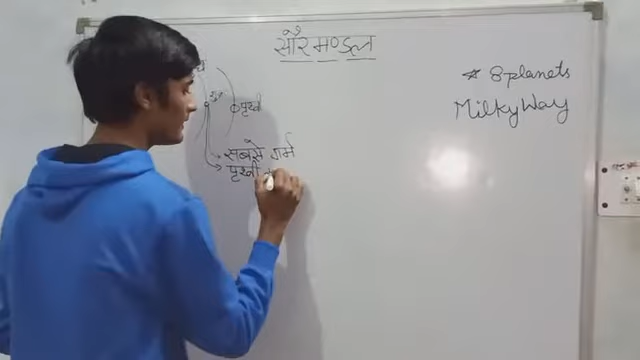 सौर मण्डल
* 8 planets
Milky Way
पृथ्वी
सबसे गर्म
पृथ्वी